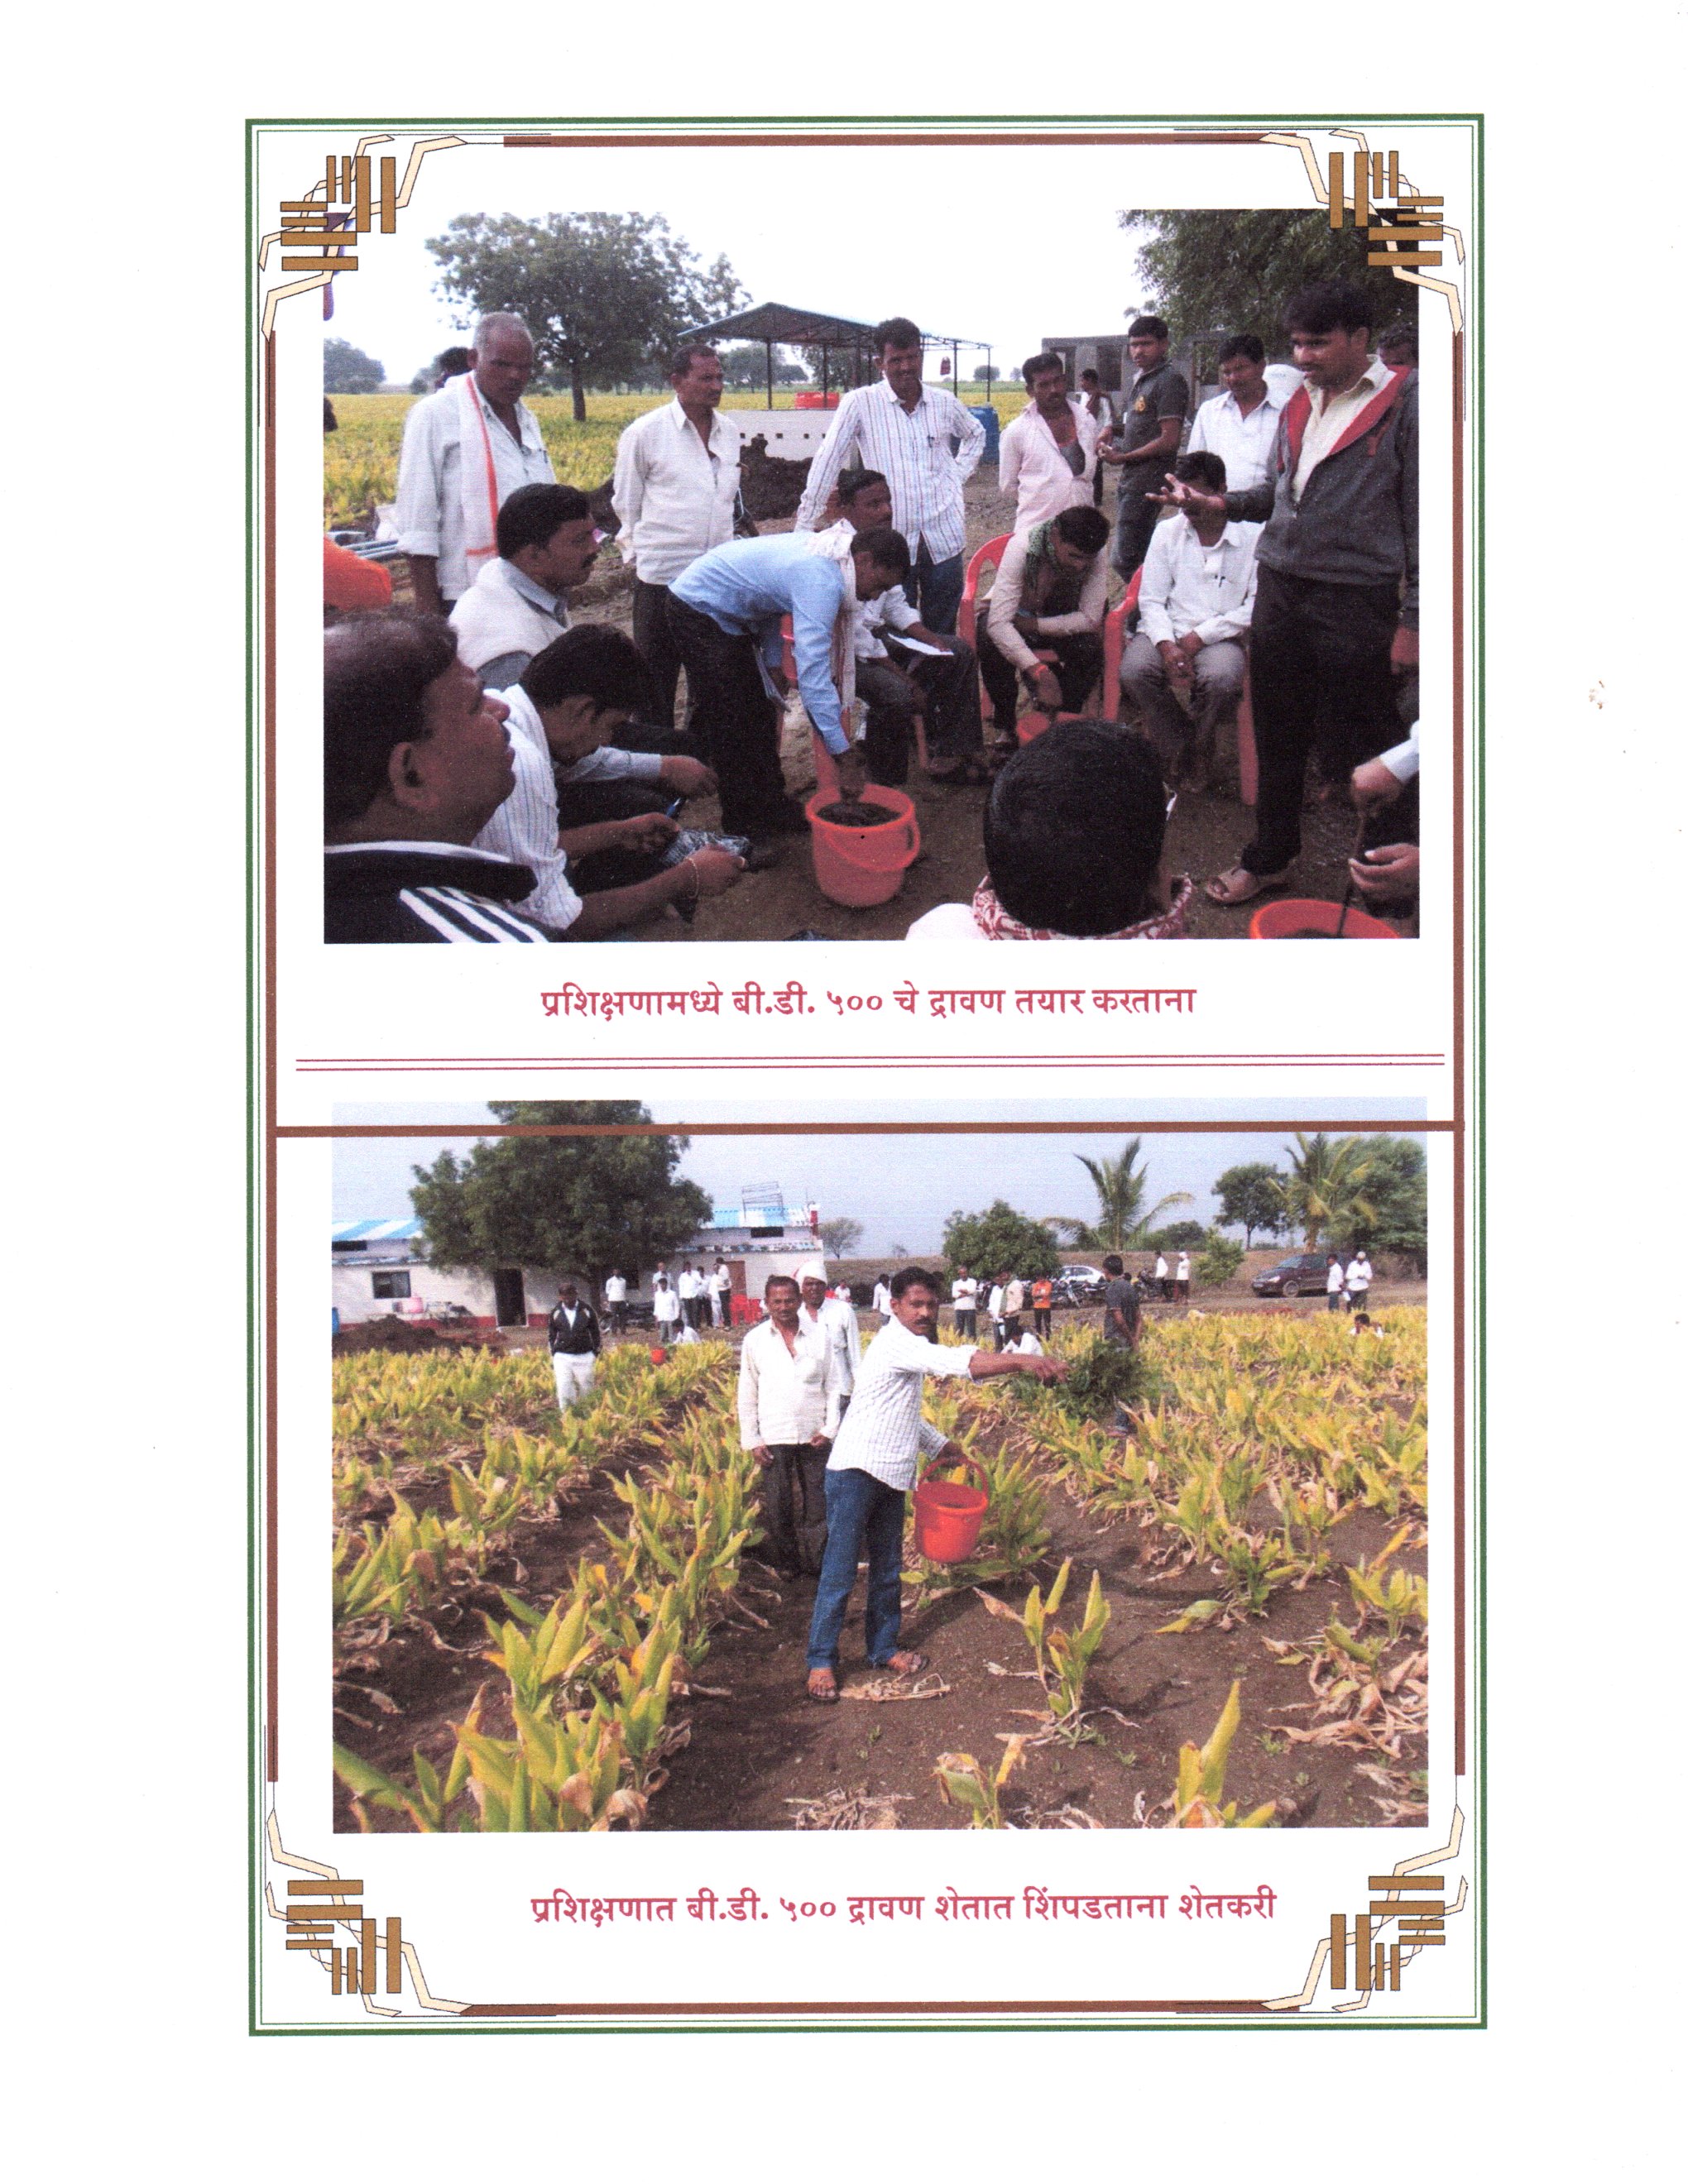 प्रशिक्षणामध्ये बी.डी. ५०० चे द्रावण तयार करताना
प्रशिक्षणात बी.डी. ५०० द्रावण शेतात शिंपडताना शेतकरी